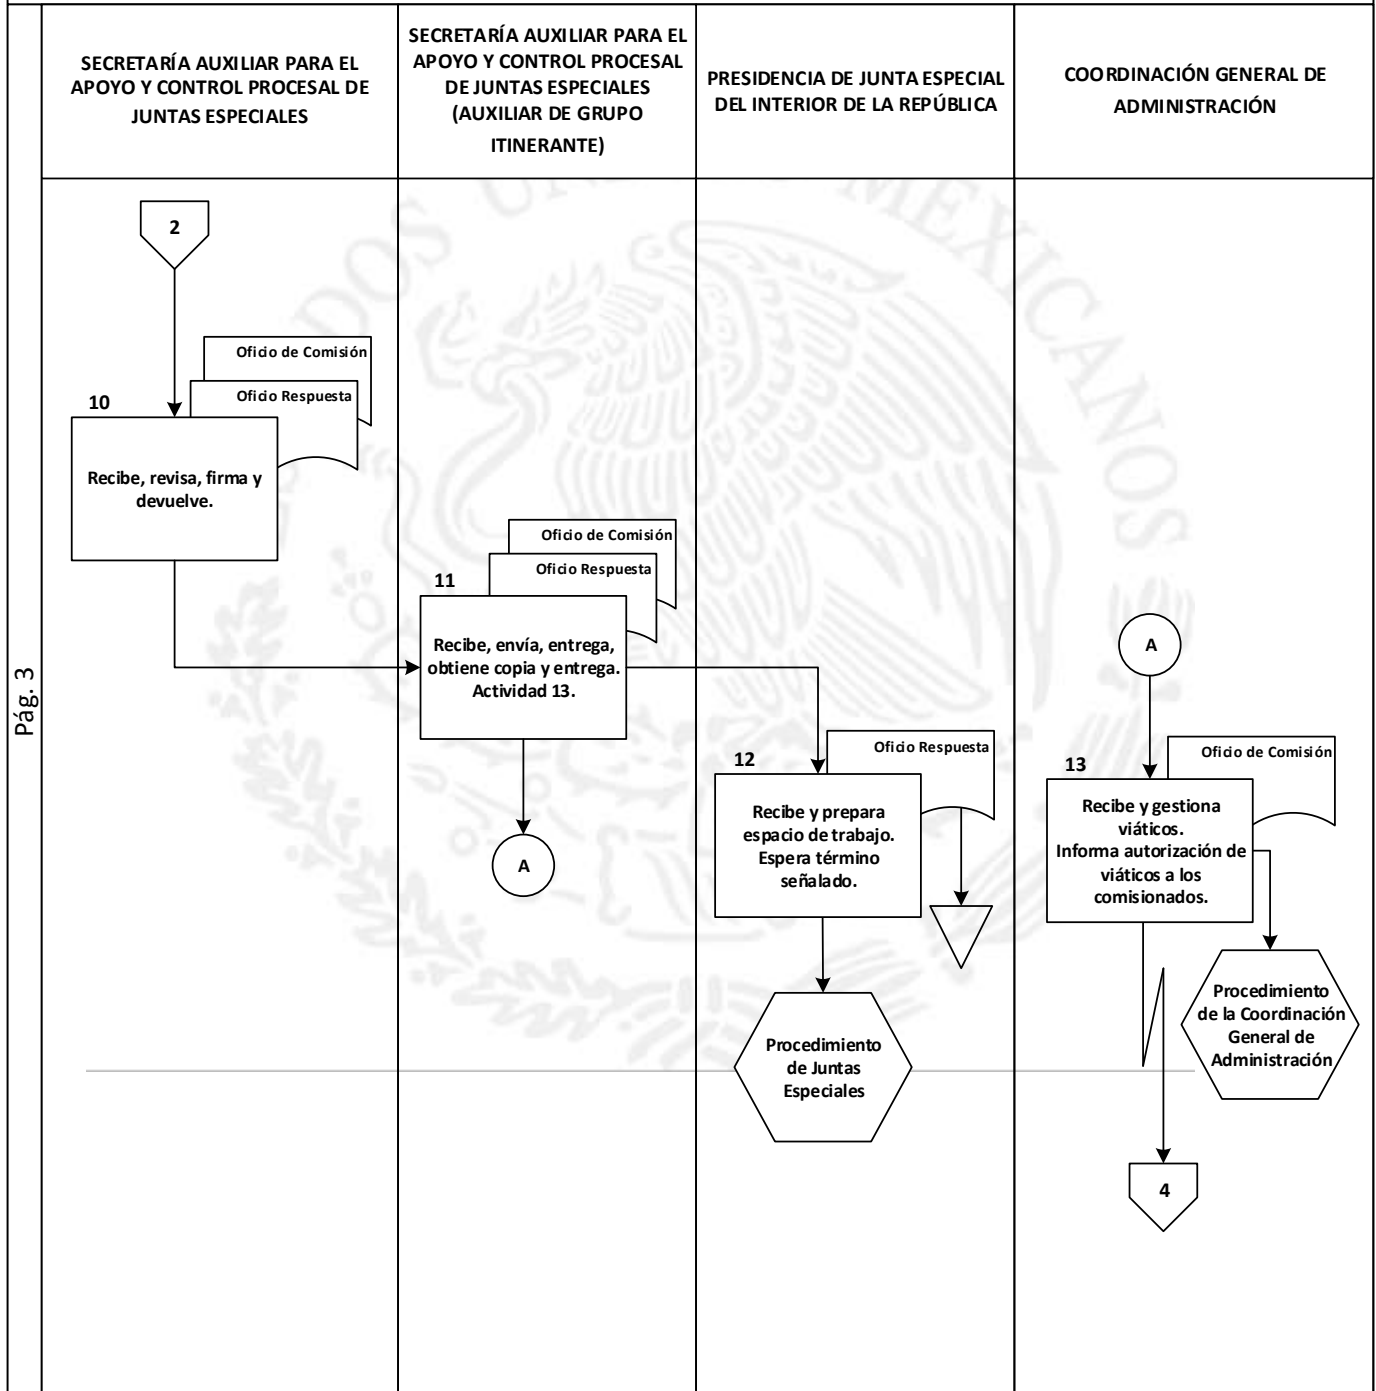 SECRETARÍA AUXILIAR PARA EL
APOYO Y CONTROL PROCESAL DE
JUNTAS ESPECIALES
SECRETARÍA AUXILIAR PARA EL
APOYO Y CONTROL PROCESAL
DE JUNTAS ESPECIALES
(AUXILIAR DE GRUPO
ITINERANTE)
PRESIDENCIA DE JUNTA ESPECIAL
DEL INTERIOR DE LA REPÚBLICA
COORDINACIÓN GENERAL DE
ADMINISTRACIÓN
Pág. 3
2
Oficio de Comisión
Oficio Respuesta
10
Recibe, revisa, firma y
devuelve.
Oficio de Comisión
Oficio Respuesta
11
Recibe, envía, entrega,
obtiene copia y entrega.
Actividad 13.
A
Oficio Respuesta
12
Recibe y prepara
espacio de trabajo.
Espera término
señalado.
Procedimiento
de Juntas
Especiales
A
Oficio de Comisión
13
Recibe y gestiona
viáticos.
Informa autorización de
viáticos a los
comisionados.
Procedimiento
de la Coordinación
General de
Administración
4
DOS UNIDOS MEXICANOS